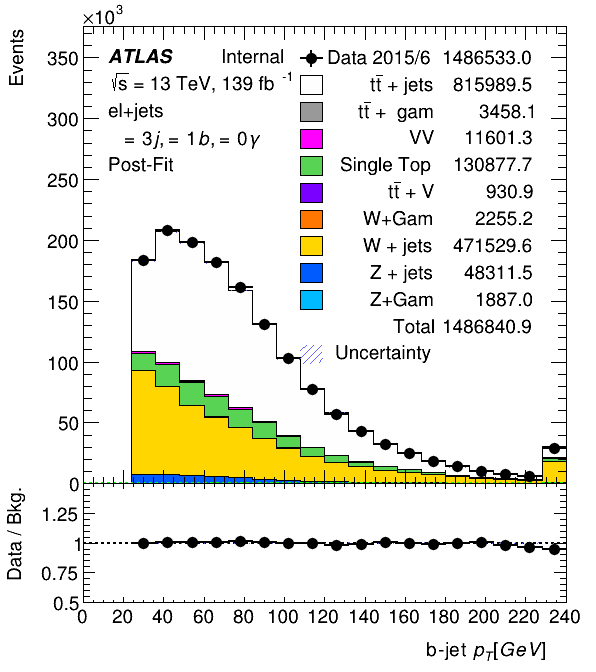 ×10³
Events
350
300
250
200
150
100
50
0
ATLAS Internal
√s = 13 TeV, 139 fb⁻¹
el+jets
= 3j, = 1b, = 0γ
Post-Fit
Data 2015/6 1486533.0
tt̄ + jets 815989.5
tt̄ + gam 3458.1
VV 11601.3
Single Top 130877.7
tt̄ + V 930.9
W+Gam 2255.2
W + jets 471529.6
Z + jets 48311.5
Z+Gam 1887.0
Total 1486840.9
Uncertainty
Data / Bkg.
1.25
1
0.75
0.5
0 20 40 60 80 100 120 140 160 180 200 220 240
b-jet p_T[GeV]